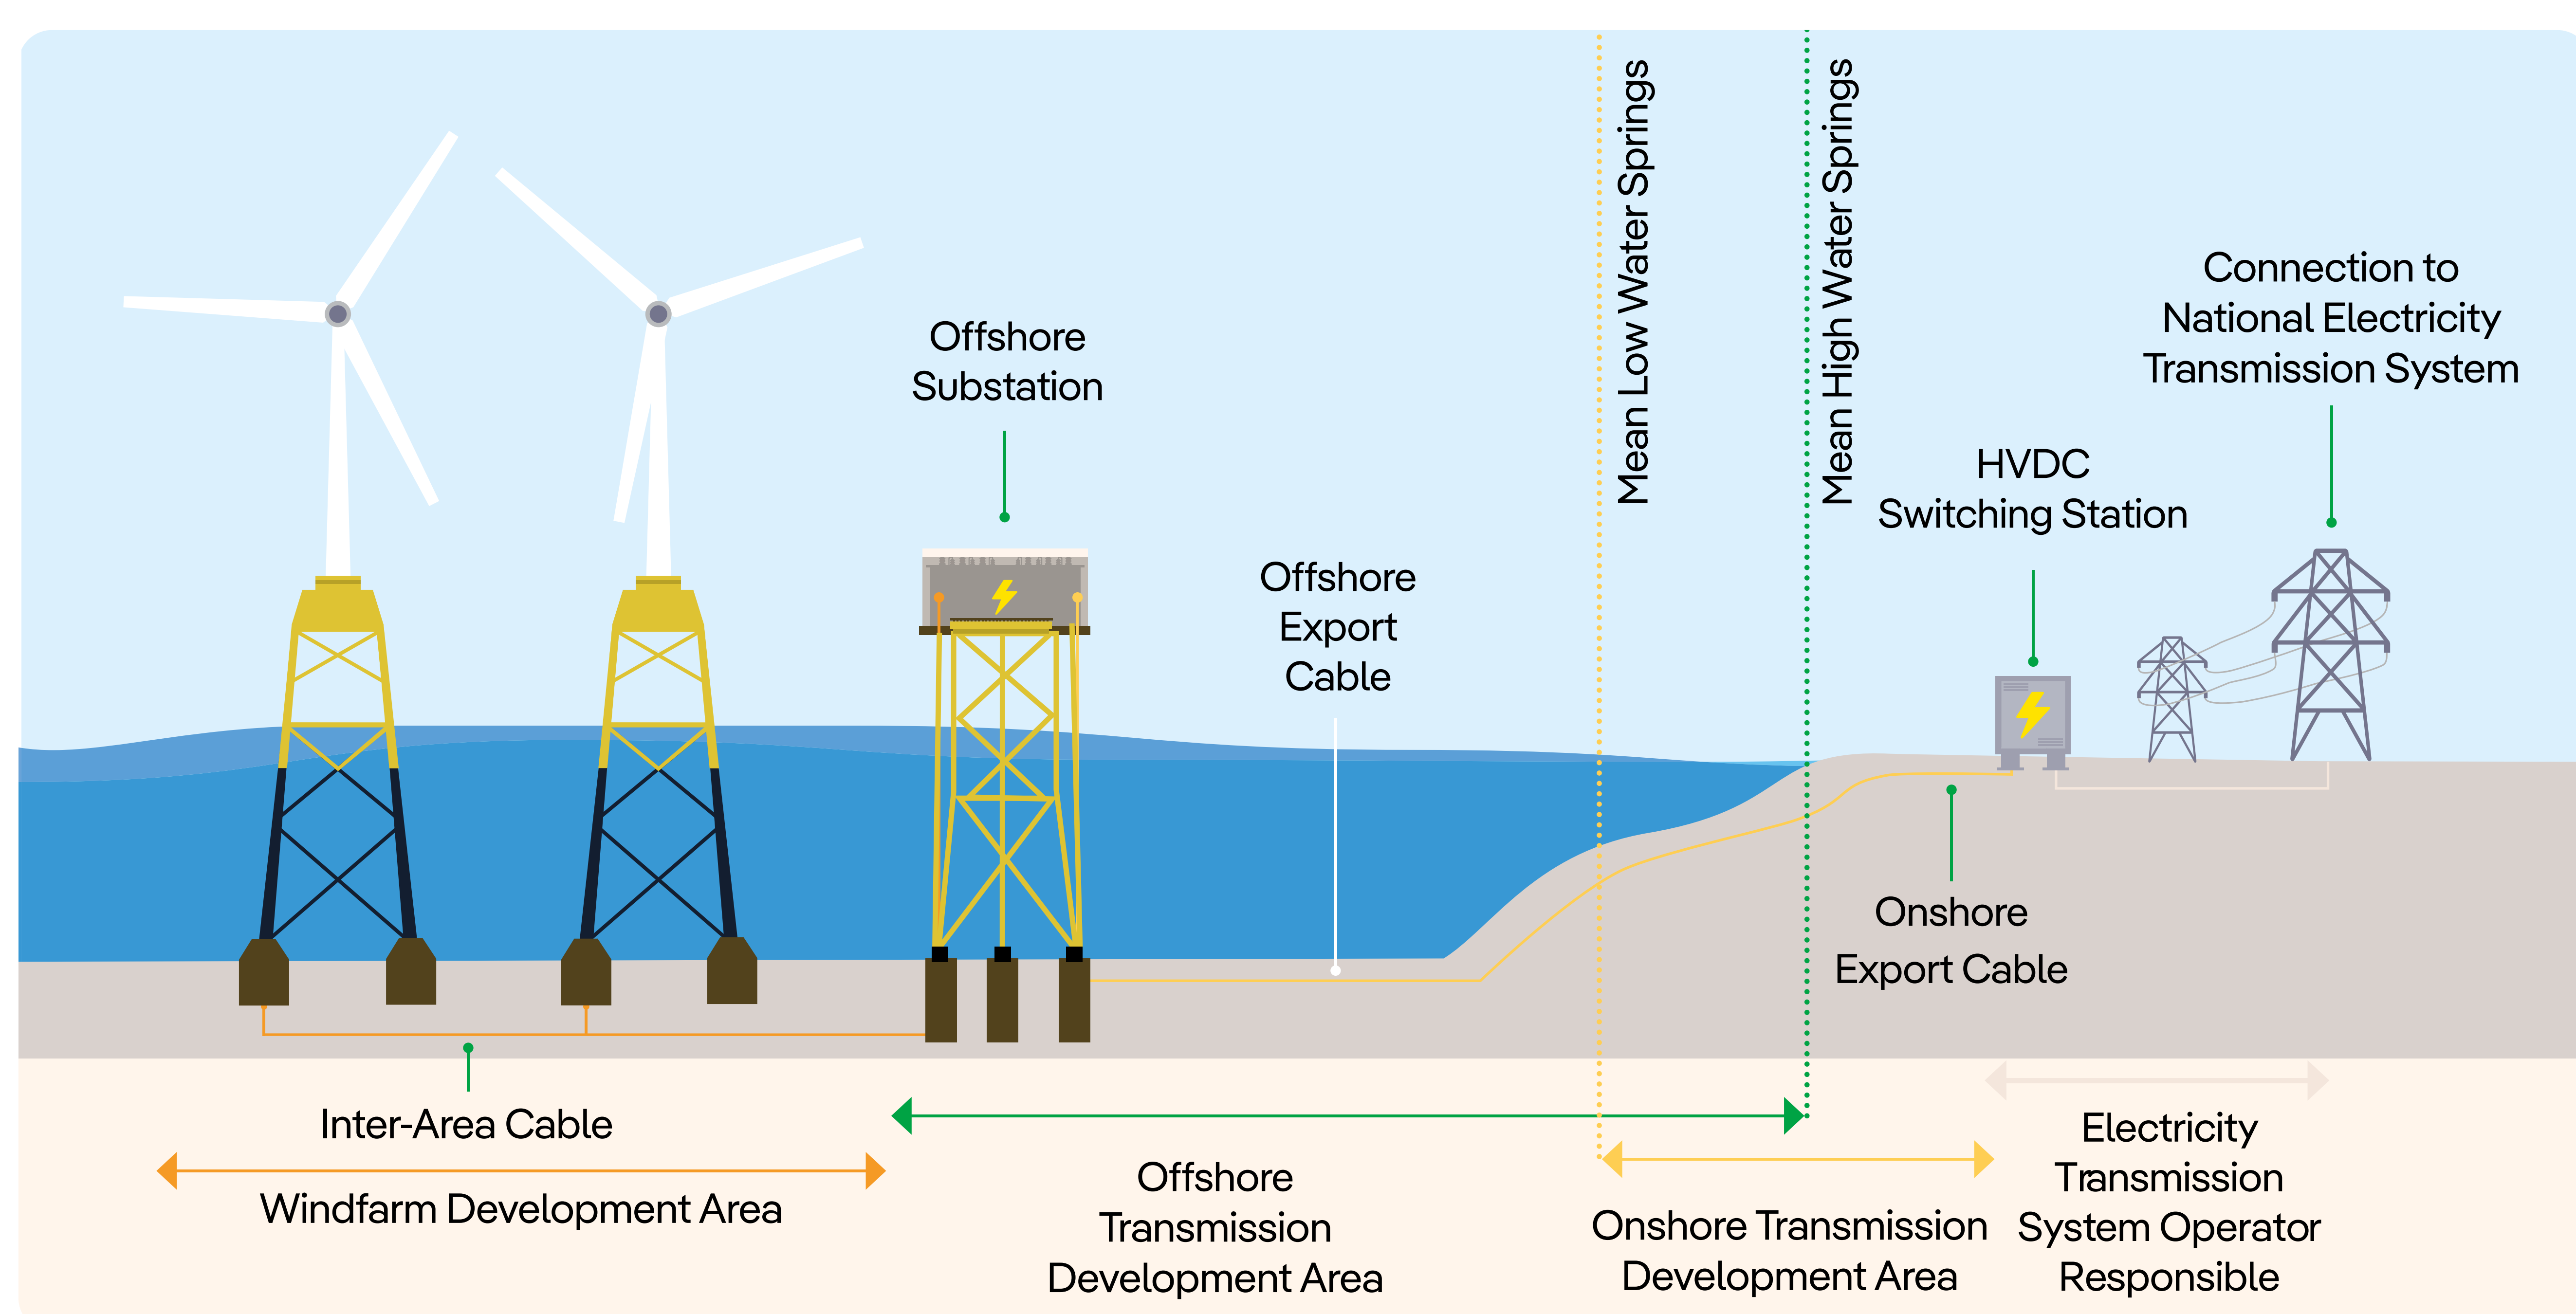 Mean Low Water Springs
Mean High Water Springs
Connection to
National Electricity
Transmission System
Offshore
Substation
HVDC
Switching Station
Offshore
Export
Cable
Onshore
Export Cable
Inter-Area Cable
Windfarm Development Area
Offshore
Transmission
Development Area
Onshore Transmission
Development Area
Electricity
Transmission
System Operator
Responsible